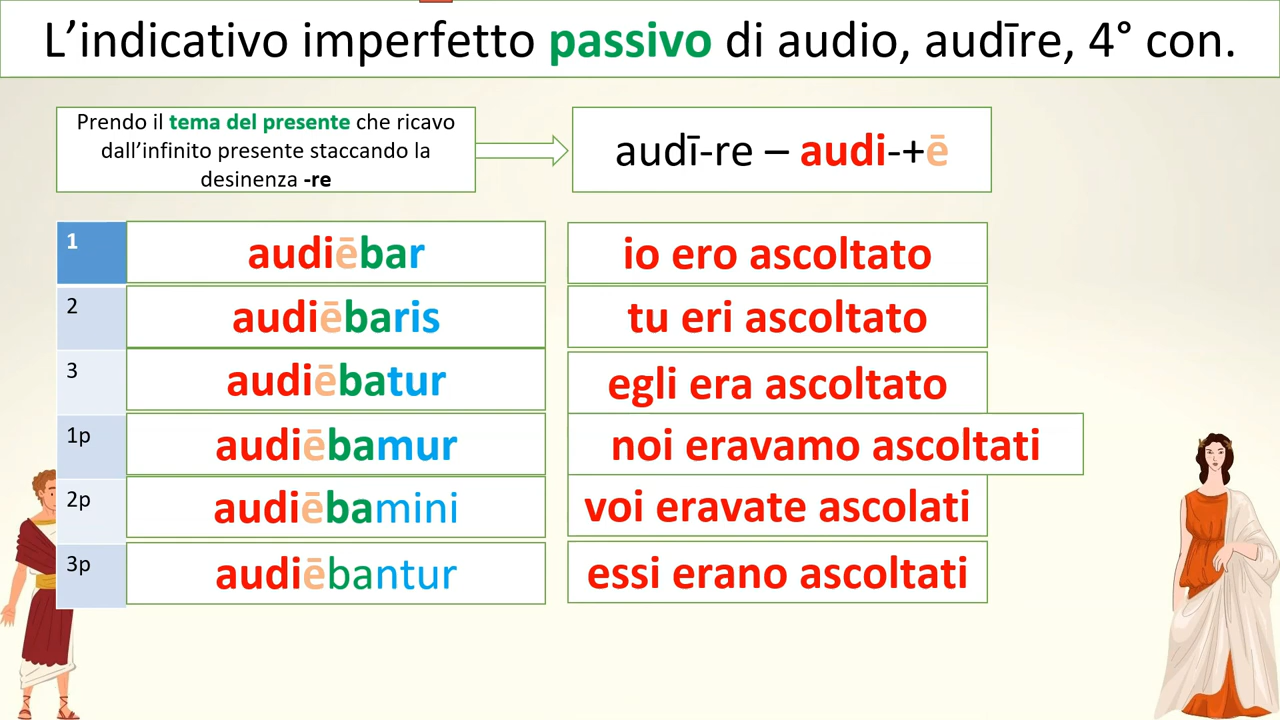 L’indicativo imperfetto passivo di audio, audīre, 4° con.
Prendo il tema del presente che ricavo
dall’infinito presente staccando la
desinenza -re
audī-re – audi-+ē
1 audiēbar io ero ascoltato
2 audiēbaris tu eri ascoltato
3 audiēbatur egli era ascoltato
1p audiēbamur noi eravamo ascoltati
2p audiēbamini voi eravate ascolati
3p audiēbantur essi erano ascoltati